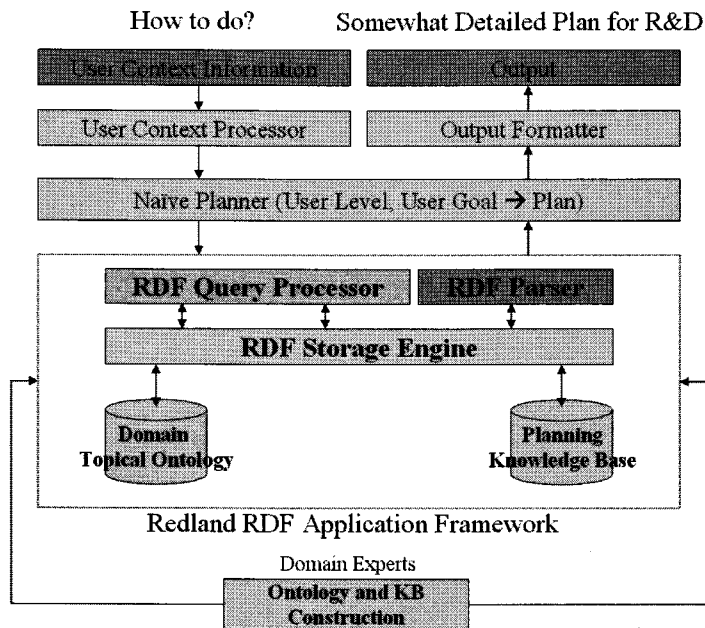 How to do?
Somewhat Detailed Plan for R&D
User Context Information
Output
User Context Processor
Output Formatter
Naïve Planner (User Level, User Goal → Plan)
RDF Query Processor
RDF Parser
RDF Storage Engine
Domain
Topical Ontology
Planning
Knowledge Base
Redland RDF Application Framework
Domain Experts
Ontology and KB
Construction